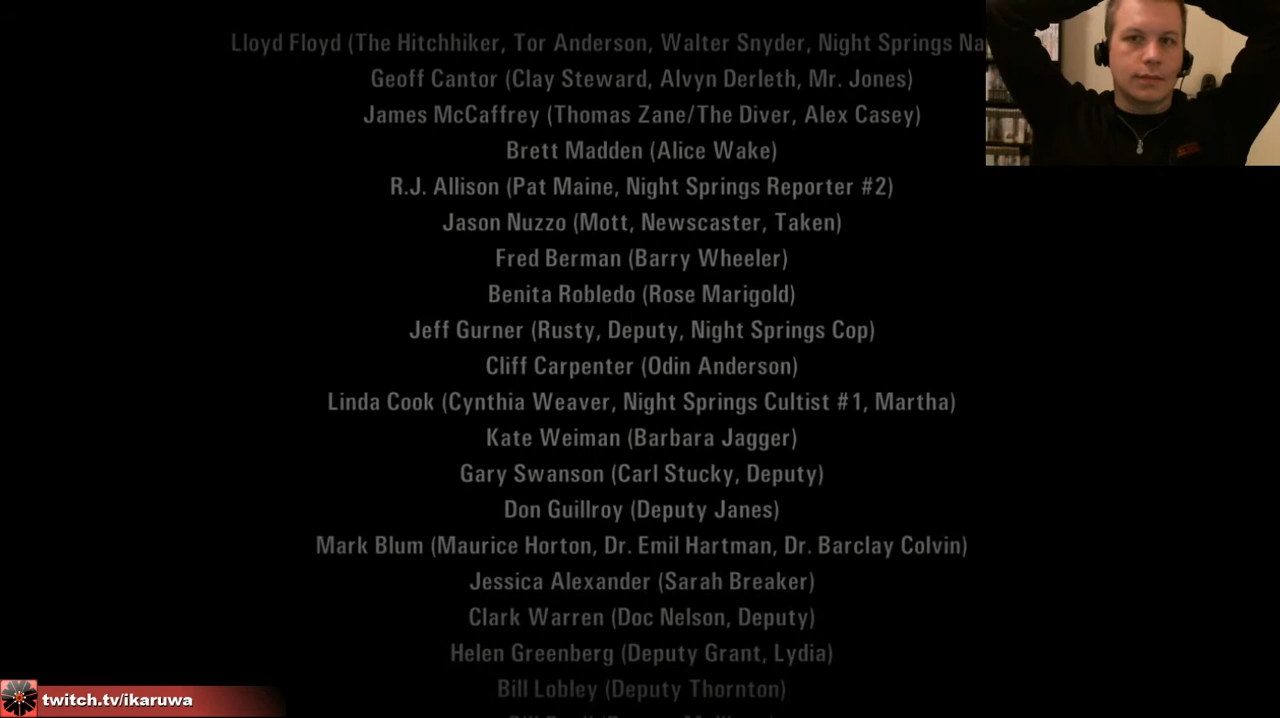 Lloyd Floyd (The Hitchhiker, Tor Anderson, Walter Snyder, Night Springs Na
Geoff Cantor (Clay Steward, Alvyn Derleth, Mr. Jones)
James McCaffrey (Thomas Zane/The Diver, Alex Casey)
Brett Madden (Alice Wake)
R.J. Allison (Pat Maine, Night Springs Reporter #2)
Jason Nuzzo (Mott, Newscaster, Taken)
Fred Berman (Barry Wheeler)
Benita Robledo (Rose Marigold)
Jeff Gurner (Rusty, Deputy, Night Springs Cop)
Cliff Carpenter (Odin Anderson)
Linda Cook (Cynthia Weaver, Night Springs Cultist #1, Martha)
Kate Weiman (Barbara Jagger)
Gary Swanson (Carl Stucky, Deputy)
Don Guillroy (Deputy Janes)
Mark Blum (Maurice Horton, Dr. Emil Hartman, Dr. Barclay Colvin)
Jessica Alexander (Sarah Breaker)
Clark Warren (Doc Nelson, Deputy)
Helen Greenberg (Deputy Grant, Lydia)
Bill Lobley (Deputy Thornton)
twitch.tv/ikaruwa